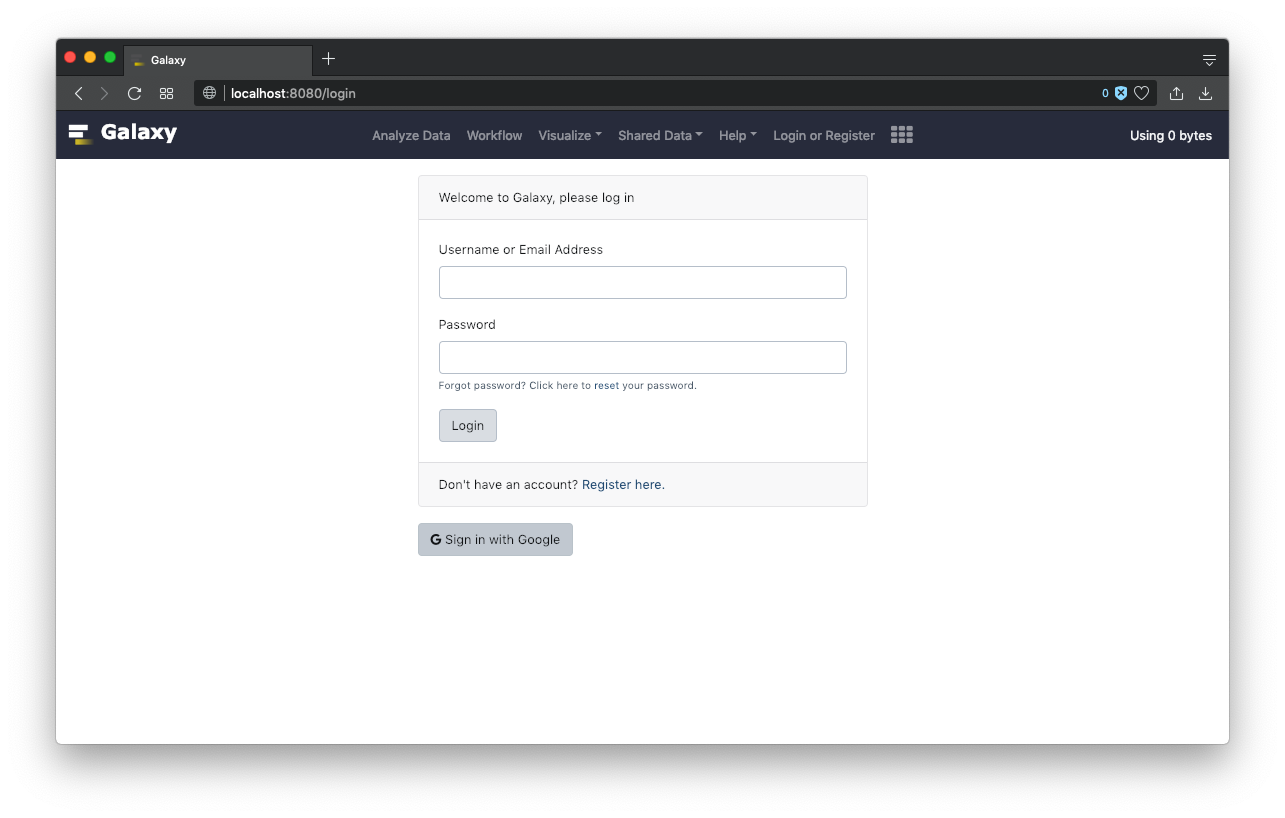 Galaxy
localhost:8080/login
0
Galaxy Analyze Data Workflow Visualize Shared Data Help Login or Register Using 0 bytes
Welcome to Galaxy, please log in
Username or Email Address
Password
Forgot password? Click here to reset your password.
Login
Don't have an account? Register here.
G Sign in with Google